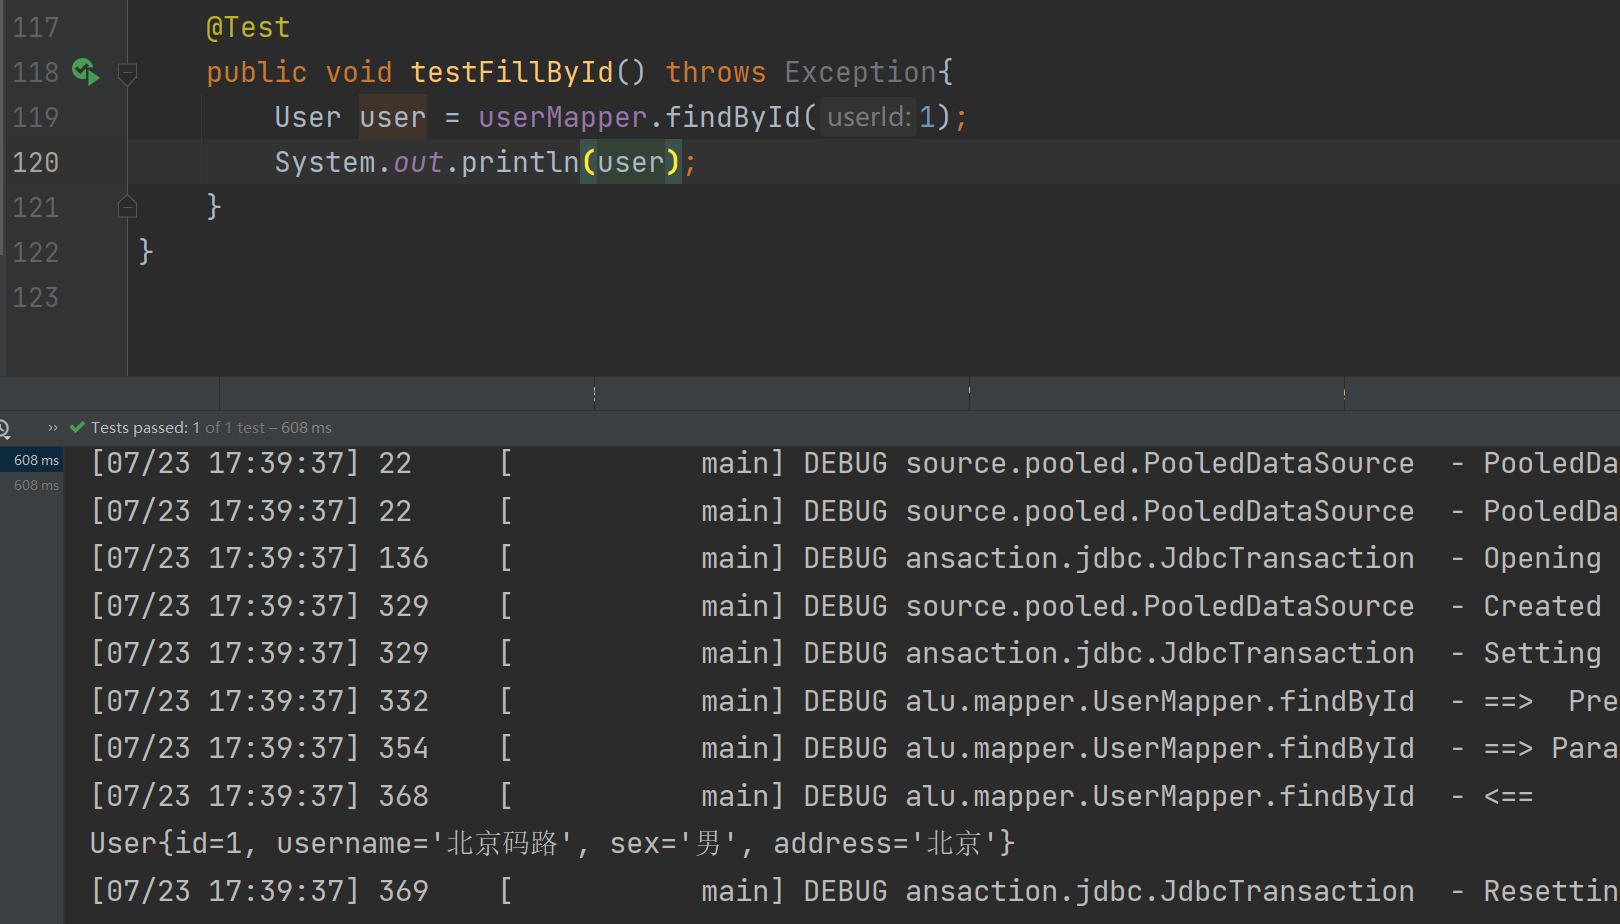 117 @Test
118 public void testFillById() throws Exception{
119 User user = userMapper.findById( userId: 1);
120 System.out.println(user);
121 }
122 }
123
» Tests passed: 1 of 1 test – 608 ms
608 ms [07/23 17:39:37] 22 [ main] DEBUG source.pooled.PooledDataSource - PooledDa
608 ms
[07/23 17:39:37] 22 [ main] DEBUG source.pooled.PooledDataSource - PooledDa
[07/23 17:39:37] 136 [ main] DEBUG ansaction.jdbc.JdbcTransaction - Opening
[07/23 17:39:37] 329 [ main] DEBUG source.pooled.PooledDataSource - Created
[07/23 17:39:37] 329 [ main] DEBUG ansaction.jdbc.JdbcTransaction - Setting
[07/23 17:39:37] 332 [ main] DEBUG alu.mapper.UserMapper.findById - ==> Pre
[07/23 17:39:37] 354 [ main] DEBUG alu.mapper.UserMapper.findById - ==> Para
[07/23 17:39:37] 368 [ main] DEBUG alu.mapper.UserMapper.findById - <==
User{id=1, username='北京码路', sex='男', address='北京'}
[07/23 17:39:37] 369 [ main] DEBUG ansaction.jdbc.JdbcTransaction - Resettin